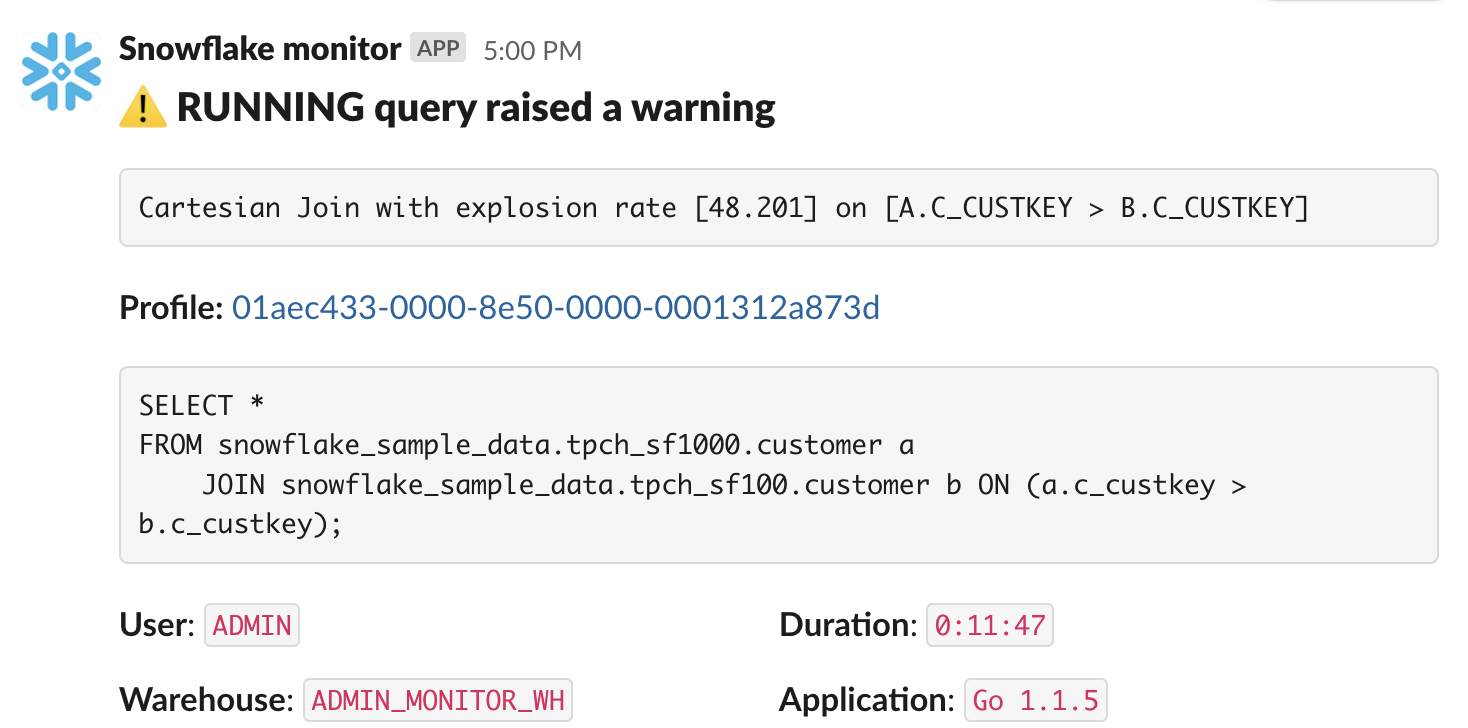 Snowflake monitor APP 5:00 PM
⚠️ RUNNING query raised a warning
Cartesian Join with explosion rate [48.201] on [A.C_CUSTKEY > B.C_CUSTKEY]
Profile: 01aec433-0000-8e50-0000-0001312a873d
SELECT *
FROM snowflake_sample_data.tpch_sf1000.customer a
    JOIN snowflake_sample_data.tpch_sf100.customer b ON (a.c_custkey >
b.c_custkey);
User: ADMIN Duration: 0:11:47
Warehouse: ADMIN_MONITOR_WH Application: Go 1.1.5